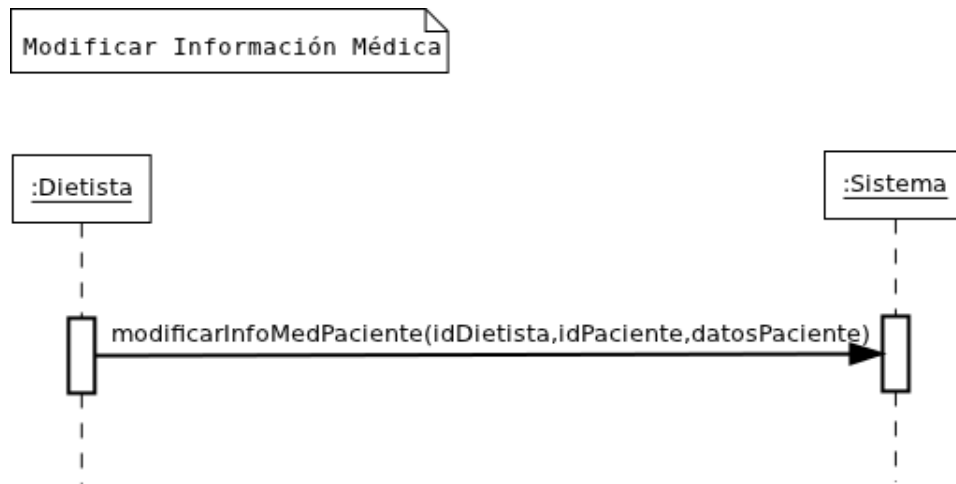 Modificar Información Médica
:Dietista
:Sistema
modificarInfoMedPaciente(idDietista,idPaciente,datosPaciente)